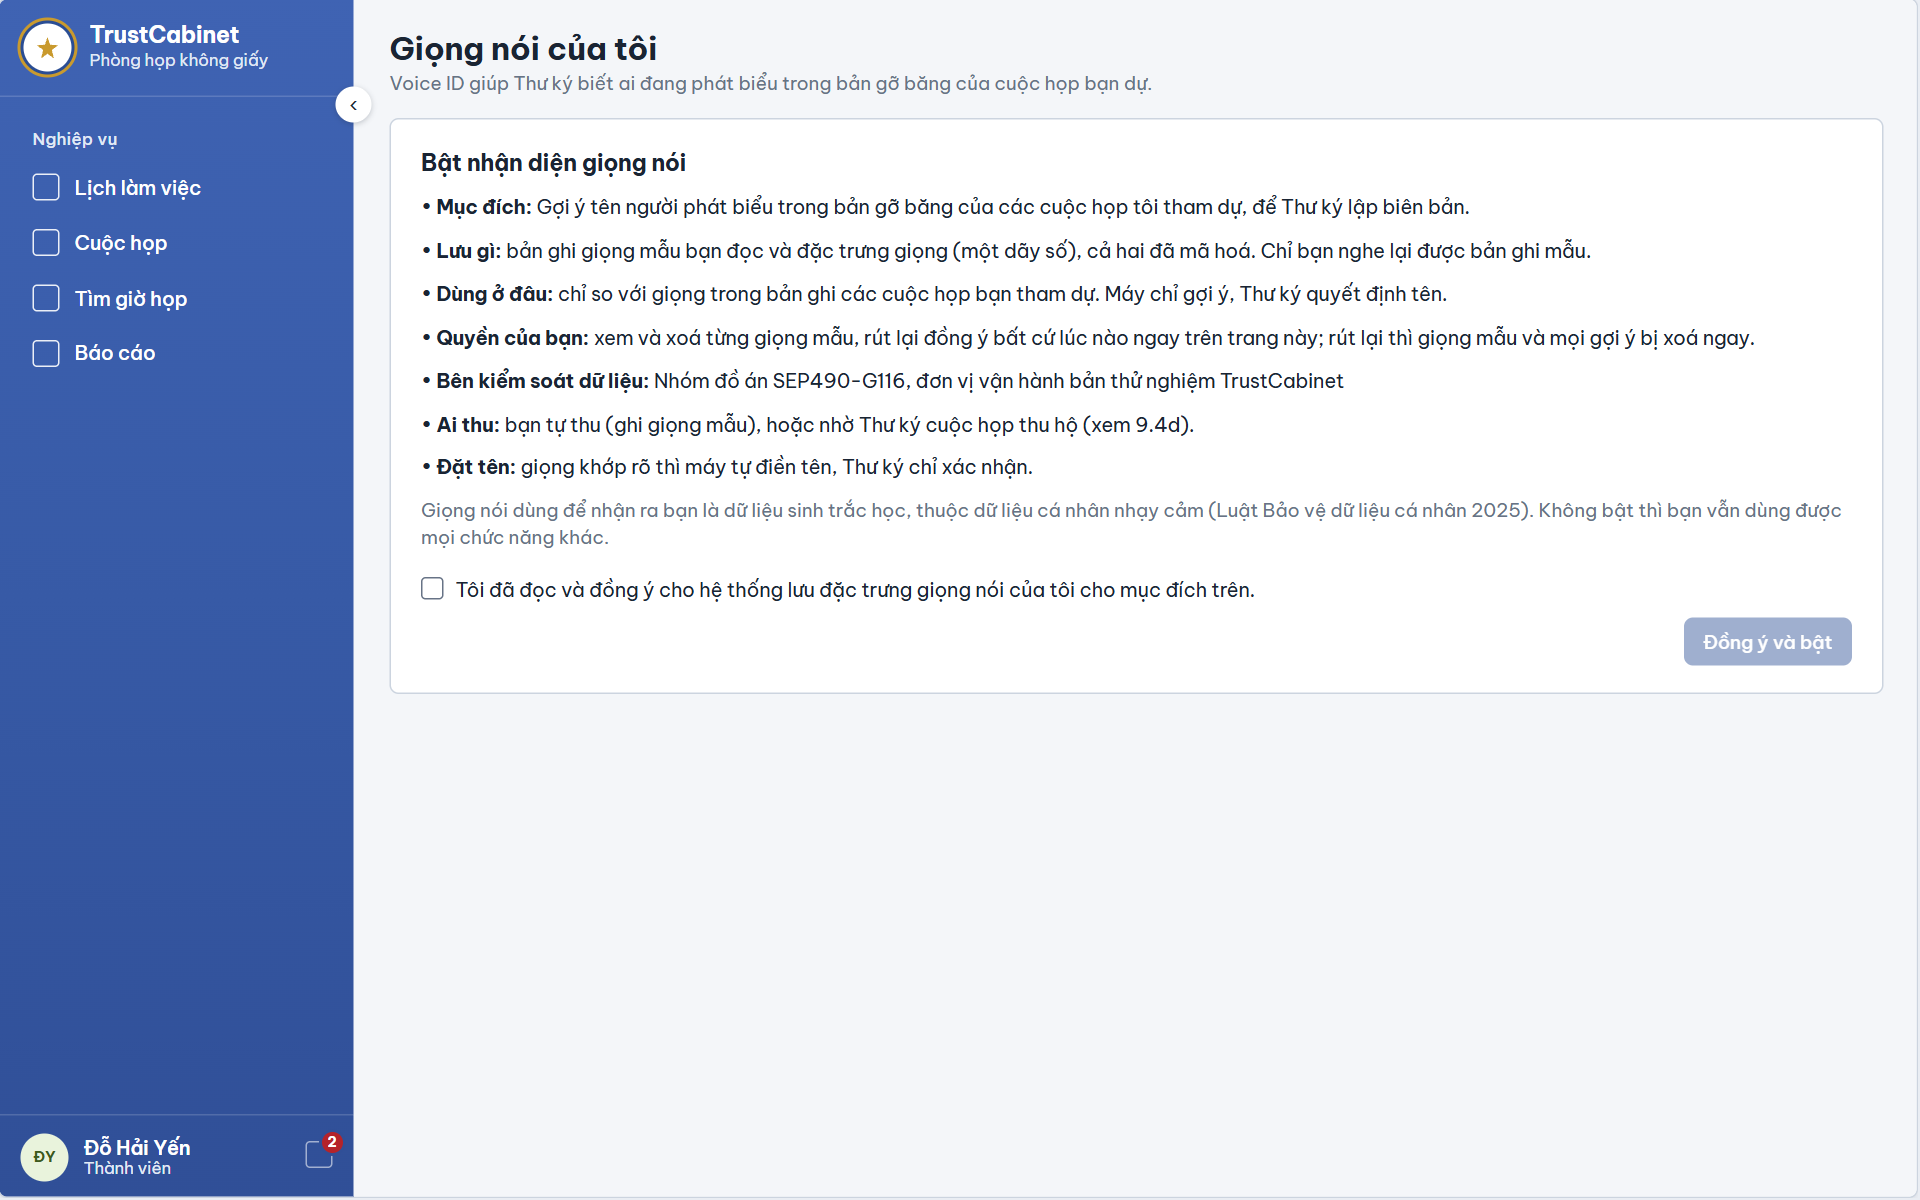 TrustCabinet
Phòng họp không giấy
Nghiệp vụ
Lịch làm việc
Cuộc họp
Tìm giờ họp
Báo cáo
ĐY
Đỗ Hải Yến
Thành viên
2
Giọng nói của tôi
Voice ID giúp Thư ký biết ai đang phát biểu trong bản gỡ băng của cuộc họp bạn dự.
Bật nhận diện giọng nói
• Mục đích: Gợi ý tên người phát biểu trong bản gỡ băng của các cuộc họp tôi tham dự, để Thư ký lập biên bản.
• Lưu gì: bản ghi giọng mẫu bạn đọc và đặc trưng giọng (một dãy số), cả hai đã mã hoá. Chỉ bạn nghe lại được bản ghi mẫu.
• Dùng ở đâu: chỉ so với giọng trong bản ghi các cuộc họp bạn tham dự. Máy chỉ gợi ý, Thư ký quyết định tên.
• Quyền của bạn: xem và xoá từng giọng mẫu, rút lại đồng ý bất cứ lúc nào ngay trên trang này; rút lại thì giọng mẫu và mọi gợi ý bị xoá ngay.
• Bên kiểm soát dữ liệu: Nhóm đồ án SEP490-G116, đơn vị vận hành bản thử nghiệm TrustCabinet
• Ai thu: bạn tự thu (ghi giọng mẫu), hoặc nhờ Thư ký cuộc họp thu hộ (xem 9.4d).
• Đặt tên: giọng khớp rõ thì máy tự điền tên, Thư ký chỉ xác nhận.
Giọng nói dùng để nhận ra bạn là dữ liệu sinh trắc học, thuộc dữ liệu cá nhân nhạy cảm (Luật Bảo vệ dữ liệu cá nhân 2025). Không bật thì bạn vẫn dùng được
mọi chức năng khác.
Tôi đã đọc và đồng ý cho hệ thống lưu đặc trưng giọng nói của tôi cho mục đích trên.
Đồng ý và bật